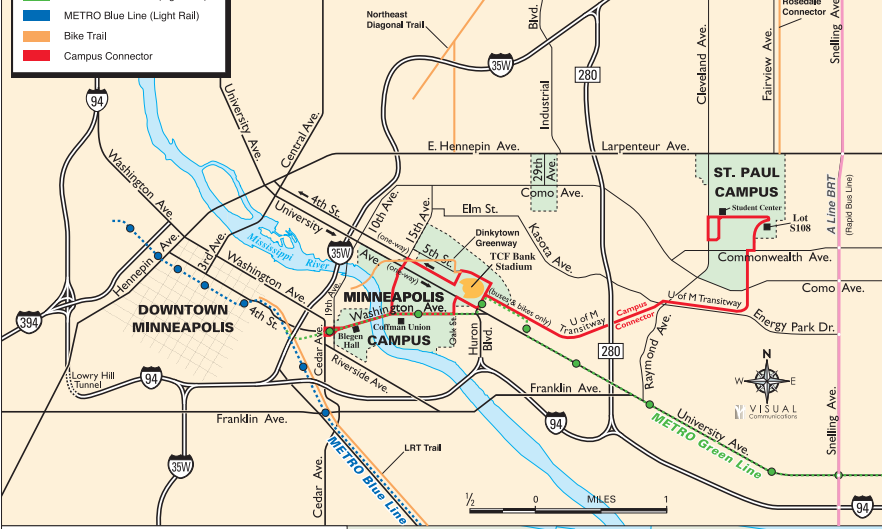 METRO Blue Line (Light Rail)
Bike Trail
Campus Connector
Northeast
Diagonal Trail
35W
Blvd.
Industrial
280
Cleveland Ave.
Fairview Ave.
Rosedale
Connector
Snelling Ave.
94
University Ave.
Central Ave.
Washington Ave.
E. Hennepin Ave.
Larpenteur Ave.
29th
Ave.
Como Ave.
ST. PAUL
CAMPUS
Student Center
Lot
S108
A Line BRT
(Rapid Bus Line)
4th St.
University
Ave.
(one-way)
10th Ave.
15th Ave.
Elm St.
Kasota Ave.
Dinkytown
Greenway
5th St.
(one-way)
TCF Bank
Stadium
Mississippi River
35W
Hennepin Ave.
3rd Ave.
Washington Ave.
4th St.
Commonwealth Ave.
Como Ave.
U of M Transitway
Energy Park Dr.
Campus
Connector
U of M
Transitway
(buses & bikes only)
MINNEAPOLIS
CAMPUS
Washington Ave.
Coffman Union
Blegen
Hall
19th Ave.
Cedar Ave.
Oak St.
Huron
Blvd.
DOWNTOWN
MINNEAPOLIS
394
Lowry Hill
Tunnel
94
Riverside Ave.
280
Raymond Ave.
Franklin Ave.
Franklin Ave.
N
W
E
S
VISUAL
Communications
94
University Ave.
METRO Green Line
Snelling Ave.
35W
Cedar Ave.
METRO Blue Line
LRT Trail
1/2 0 MILES 1
94